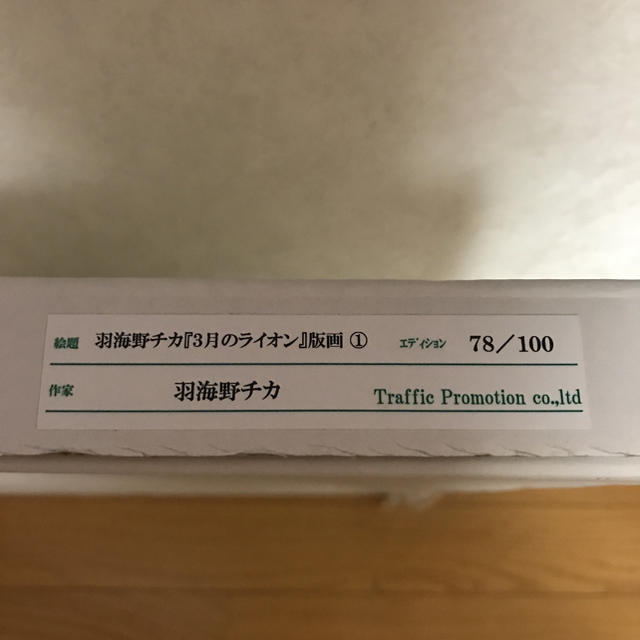 絵題 羽海野チカ『3月のライオン』版画 ① ｴﾃﾞｨｼｮﾝ 78／100
作家 羽海野チカ Traffic Promotion co.,ltd